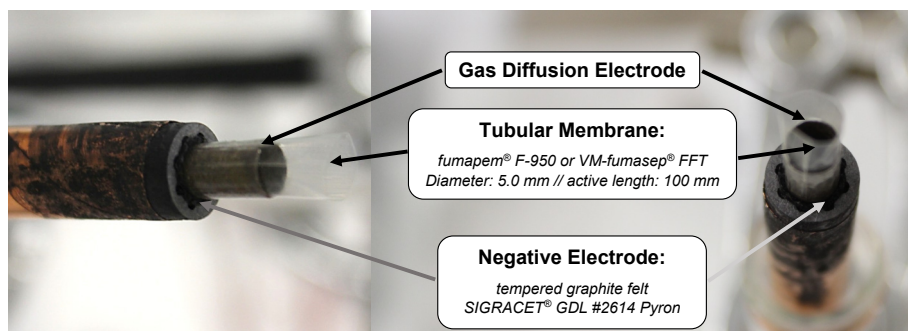 Gas Diffusion Electrode
Tubular Membrane:
fumapem® F-950 or VM-fumasep® FFT
Diameter: 5.0 mm // active length: 100 mm
Negative Electrode:
tempered graphite felt
SIGRACET® GDL #2614 Pyron